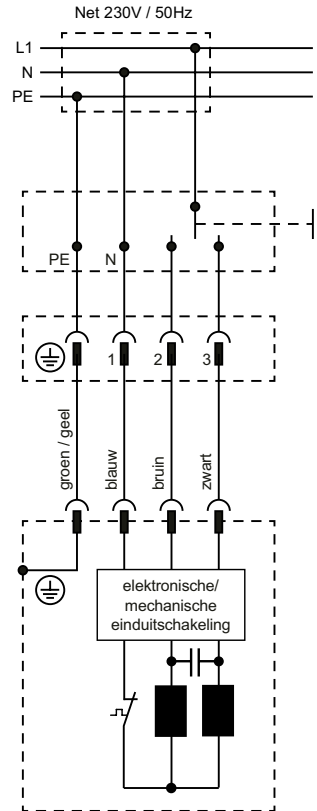 Net 230V / 50Hz
L1
N
PE
PE N
1 2 3
groen / geel
blauw
bruin
zwart
elektronische/
mechanische
einduitschakeling